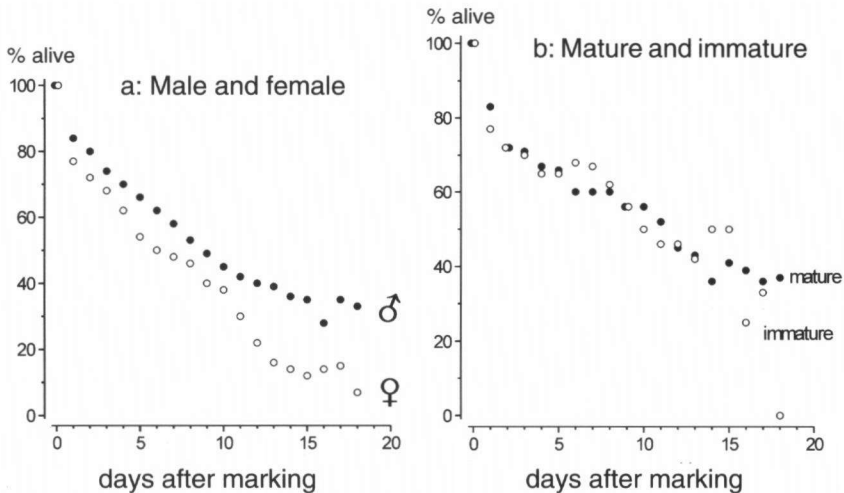 % alive
a: Male and female
100
80
60
40
20
0
♂
♀
0 5 10 15 20
days after marking
% alive
b: Mature and immature
100
80
60
40
20
0
mature
immature
0 5 10 15 20
days after marking